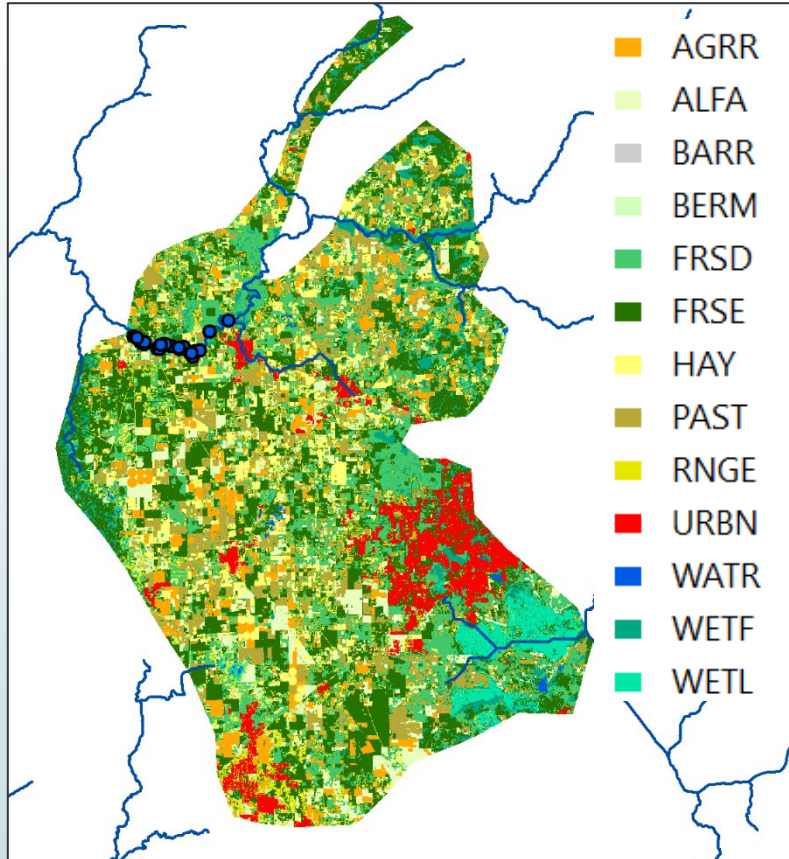 AGRR
ALFA
BARR
BERM
FRSD
FRSE
HAY
PAST
RNGE
URBN
WATR
WETF
WETL